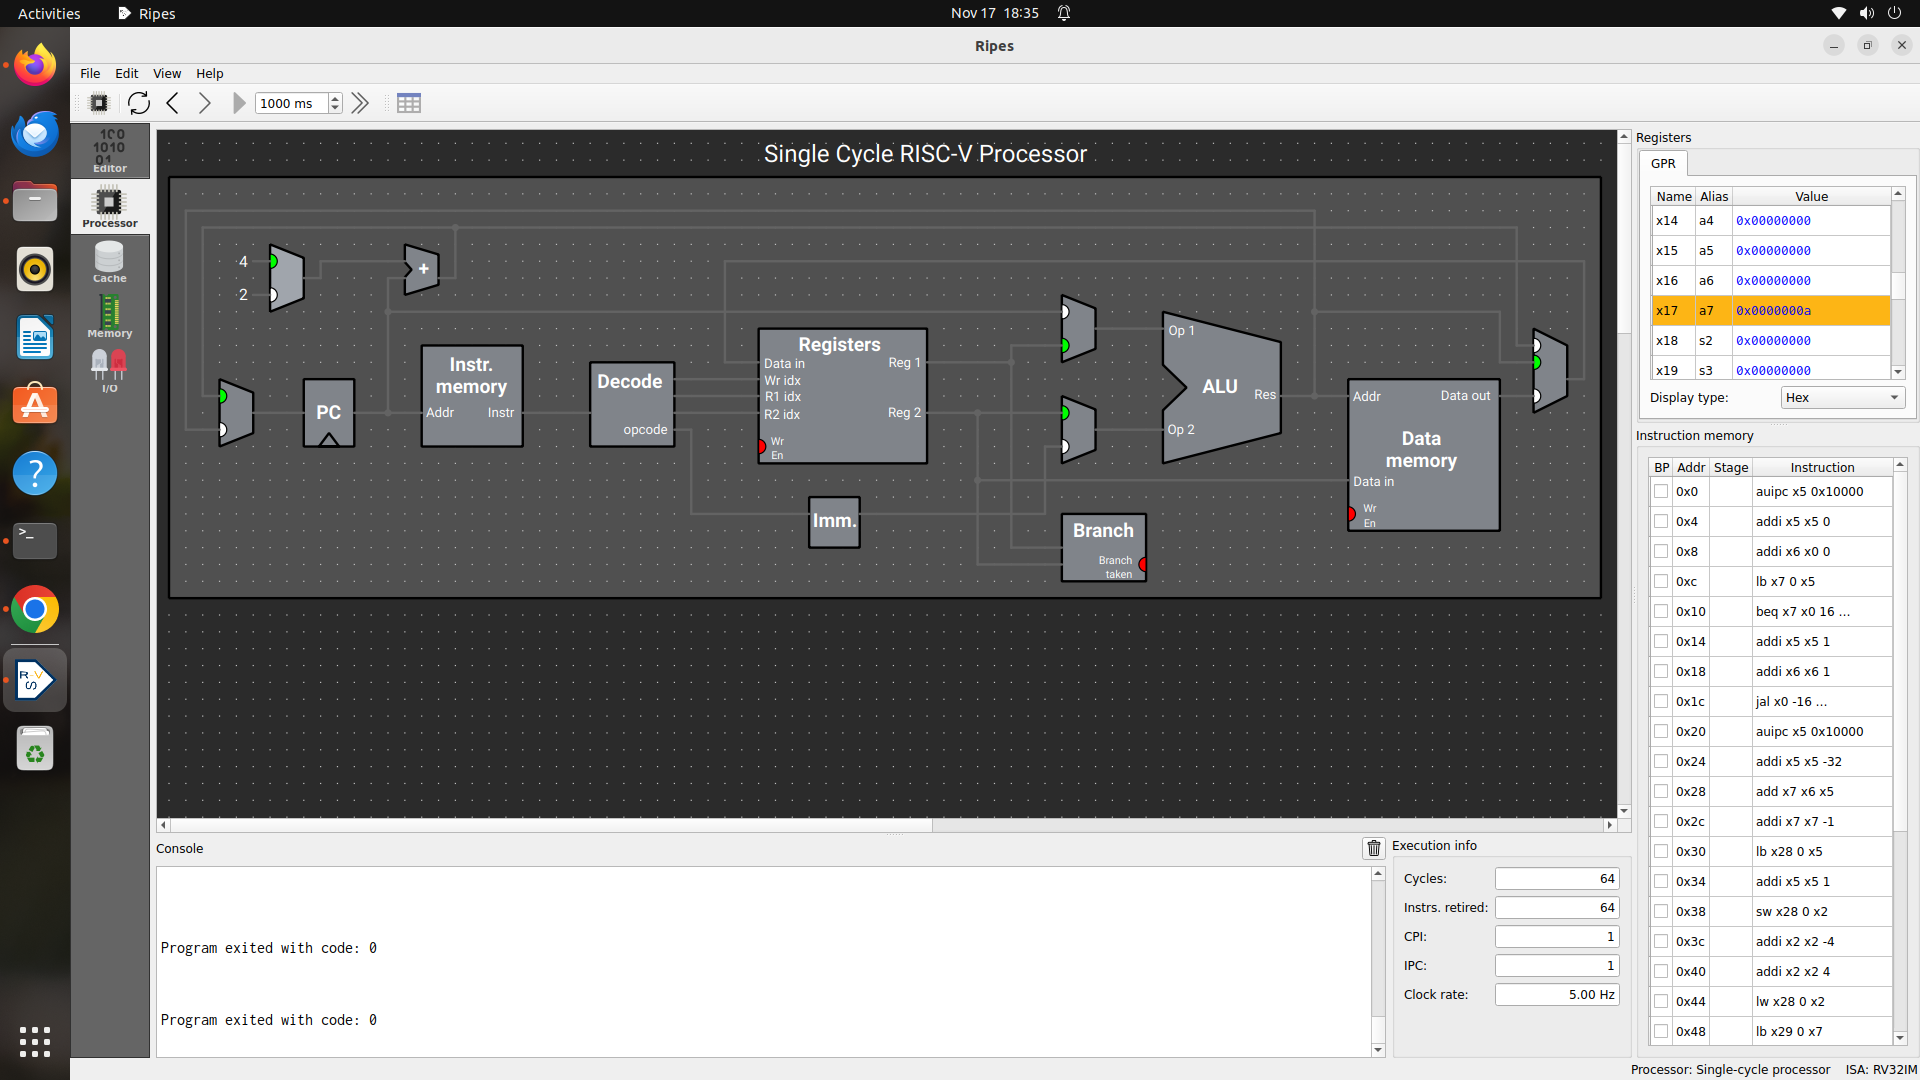 Activities
Ripes
Nov 17 18:35
Ripes
File Edit View Help
1000 ms
Editor
Processor
Cache
Memory
I/O
Single Cycle RISC-V Processor
4
2
+
PC
Instr. memory
Addr Instr
Decode
opcode
Registers
Data in
Wr idx
R1 idx
R2 idx
Wr En
Reg 1
Reg 2
Imm.
Op 1
Op 2
ALU
Res
Branch
Branch taken
Addr
Data out
Data memory
Data in
Wr En
Registers
GPR
Name Alias Value
x14 a4 0x00000000
x15 a5 0x00000000
x16 a6 0x00000000
x17 a7 0x0000000a
x18 s2 0x00000000
x19 s3 0x00000000
Display type: Hex
Instruction memory
BP Addr Stage Instruction
0x0 auipc x5 0x10000
0x4 addi x5 x5 0
0x8 addi x6 x0 0
0xc lb x7 0 x5
0x10 beq x7 x0 16 ...
0x14 addi x5 x5 1
0x18 addi x6 x6 1
0x1c jal x0 -16 ...
0x20 auipc x5 0x10000
0x24 addi x5 x5 -32
0x28 add x7 x6 x5
0x2c addi x7 x7 -1
0x30 lb x28 0 x5
0x34 addi x5 x5 1
0x38 sw x28 0 x2
0x3c addi x2 x2 -4
0x40 addi x2 x2 4
0x44 lw x28 0 x2
0x48 lb x29 0 x7
Console
Program exited with code: 0
Program exited with code: 0
Execution info
Cycles: 64
Instrs. retired: 64
CPI: 1
IPC: 1
Clock rate: 5.00 Hz
Processor: Single-cycle processor ISA: RV32IM